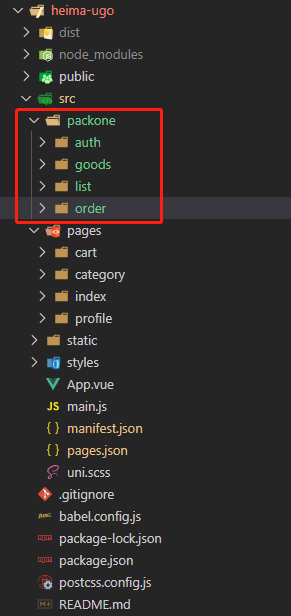 heima-ugo
dist
node_modules
public
src
packone
auth
goods
list
order
pages
cart
category
index
profile
static
styles
App.vue
JS main.js
{ } manifest.json
{ } pages.json
uni.scss
.gitignore
babel.config.js
package-lock.json
package.json
postcss.config.js
README.md